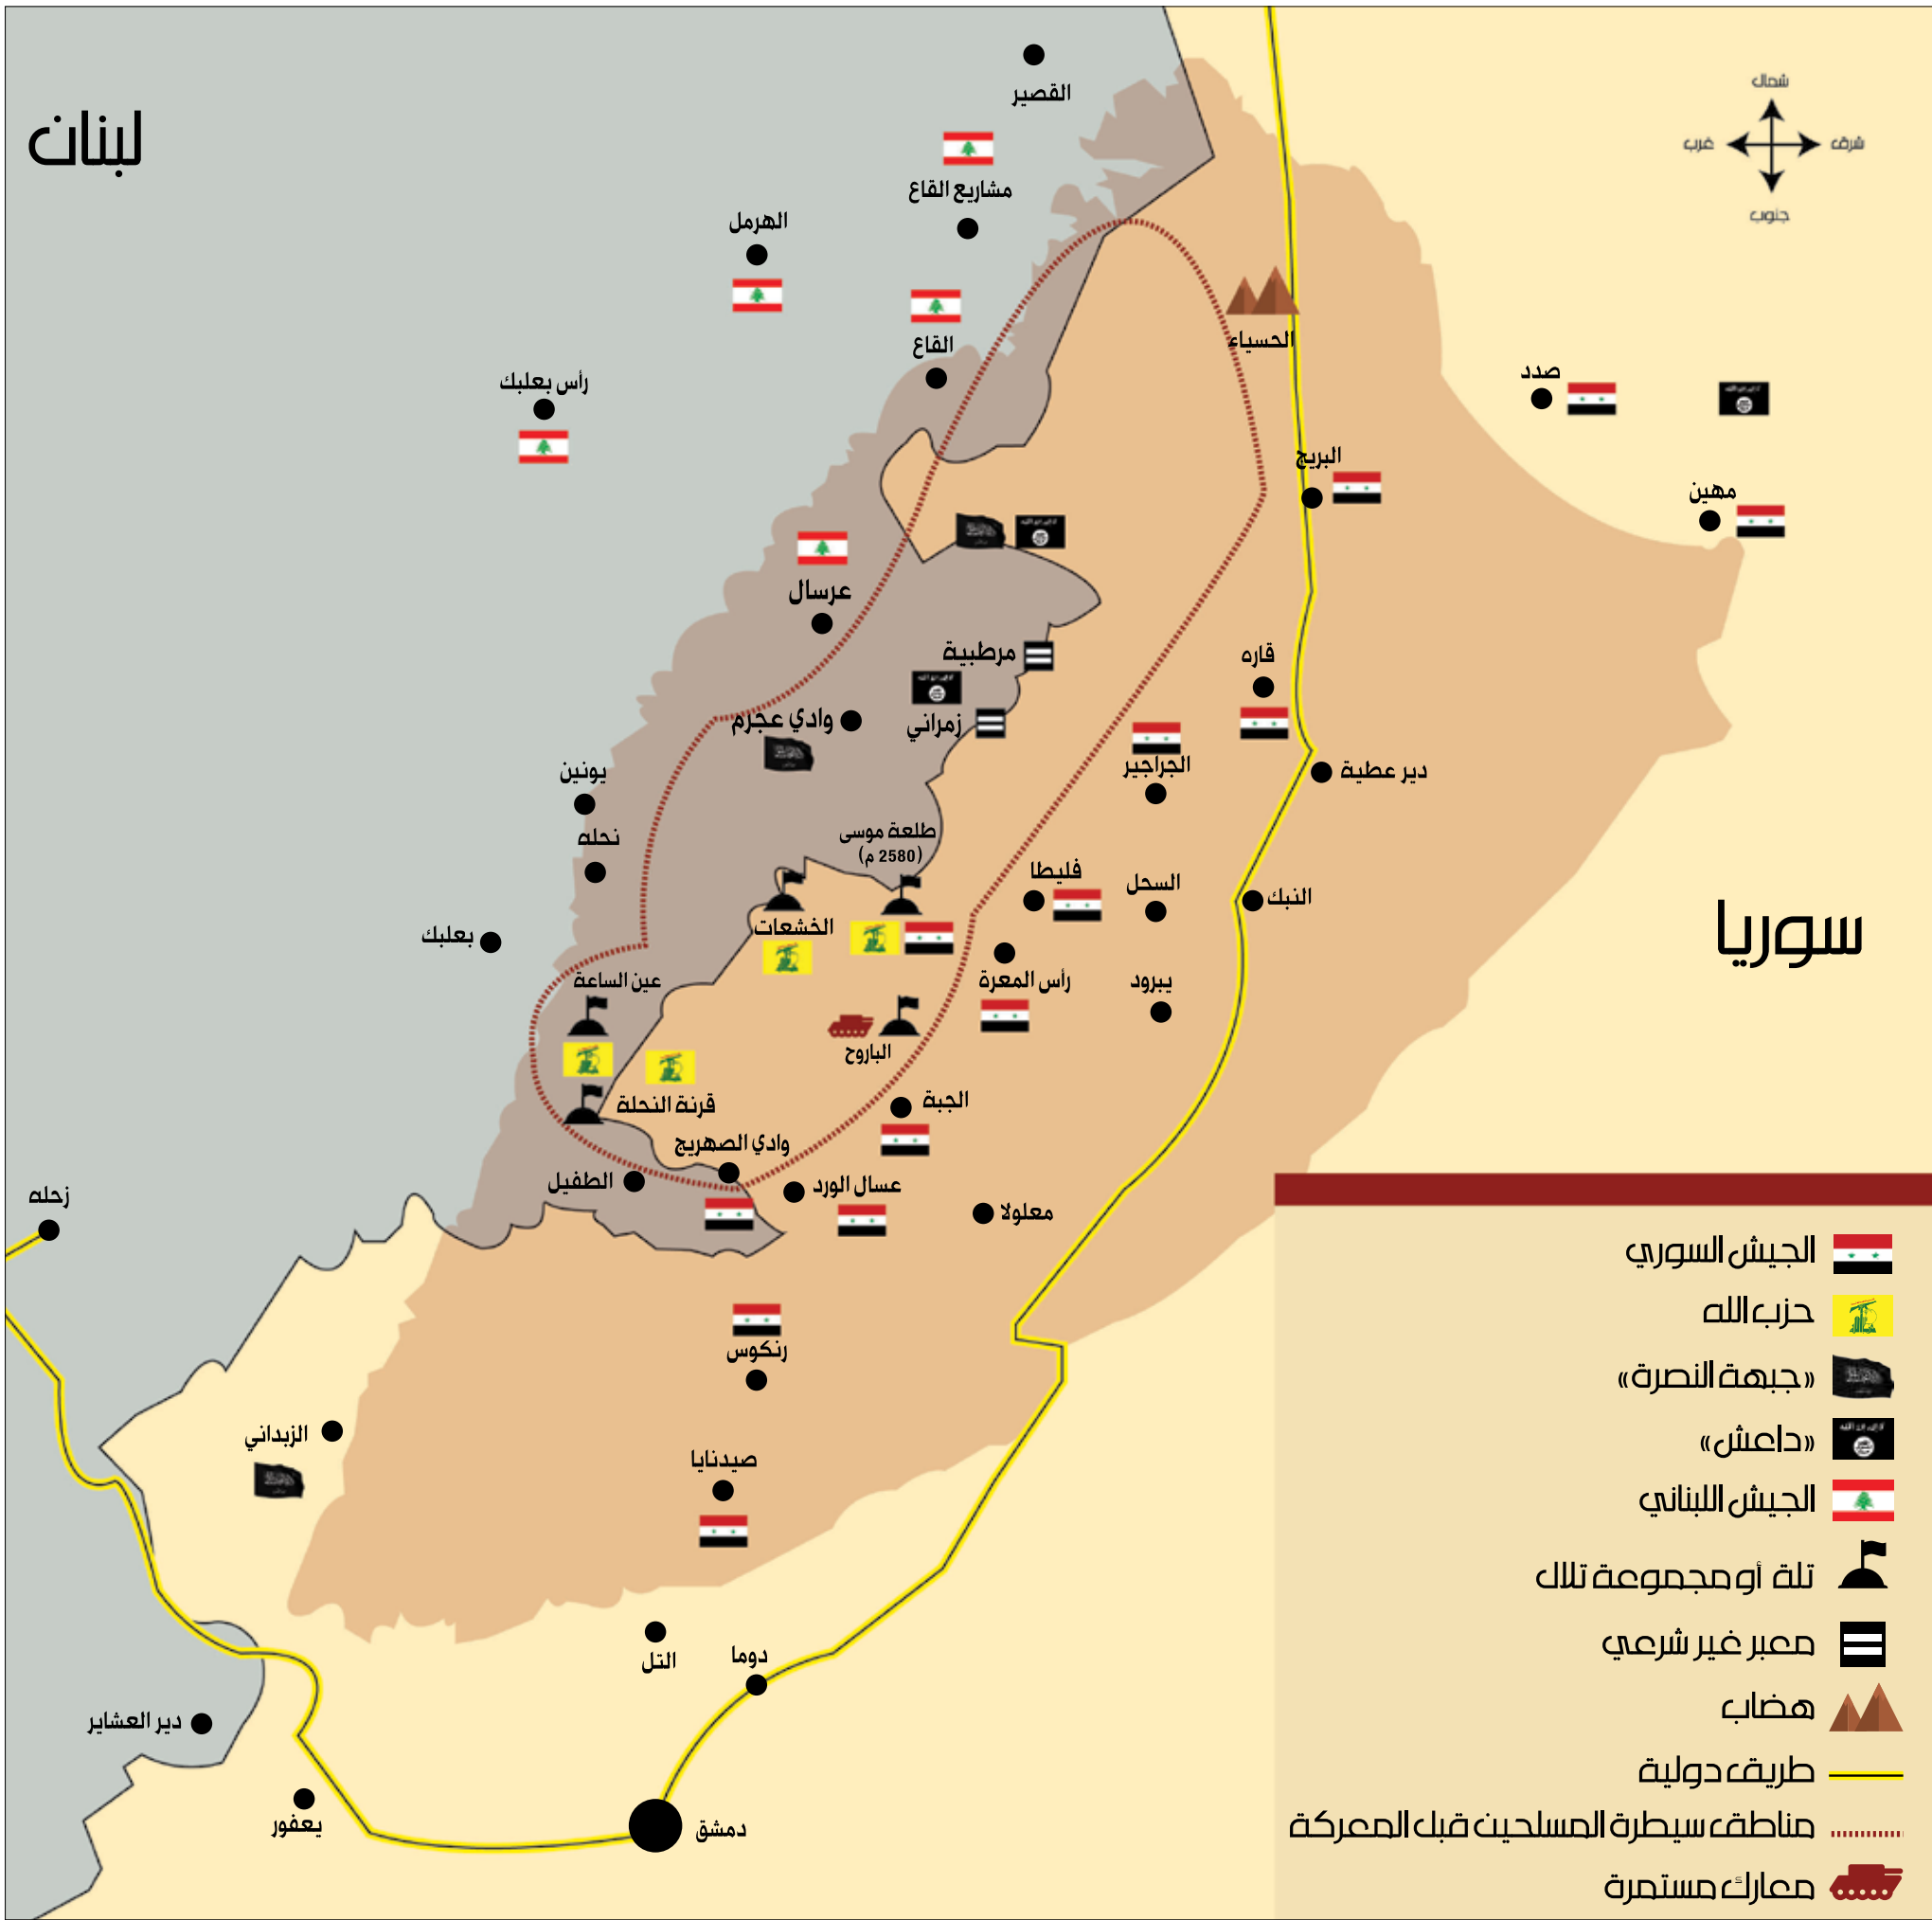 لبنان
القصير
شمال
شرق
غرب
جنوب
مشاريع القاع
الهرمل
القاع
الحسياء
رأس بعلبك
صدد
البريج
مهين
عرسال
مرطبية
قاره
زمراني
وادي عجرم
الجراجير
دير عطية
يونين
نحله
طلعة موسى
(2580 م)
فليطا
السحل
النبك
سوريا
الخشعات
بعلبك
عين الساعة
رأس المعرة
يبرود
الباروح
قرنة النحلة
الجبة
وادي الصهريج
الطفيل
عسال الورد
معلولا
زحله
رنكوس
الزبداني
صيدنايا
التل
دوما
دير العشاير
يعفور
دمشق
الجيش السوري
حزب الله
«جبهة النصرة»
«داعش»
الجيش اللبناني
تلة أو مجموعة تلال
معبر غير شرعي
هضاب
طريق دولية
مناطق سيطرة المسلحين قبل المعركة
معارك مستمرة